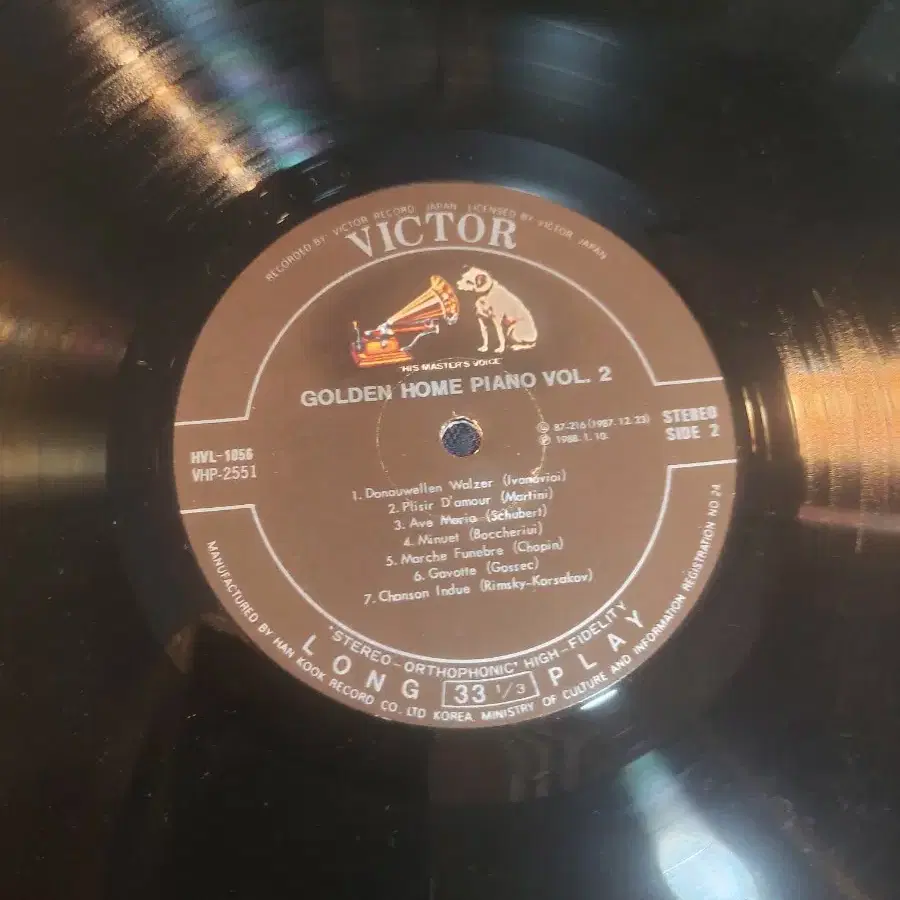 RECORDED BY VICTOR RECORD JAPAN LICENSED BY VICTOR JAPAN
VICTOR
"HIS MASTER'S VOICE"
GOLDEN HOME PIANO VOL. 2
Ⓒ 87-216 (1987. 12. 23)
Ⓟ 1988. 1. 10.
STEREO
SIDE 2
HVL-1056
VHP-2551
1. Donauwellen Walzer (Ivanovici)
2. Plisir D'amour (Martini)
3. Ave Maria (Schubert)
4. Minuet (Boccheriui)
5. Marche Funebre (Chopin)
6. Gavotte (Gossec)
7. Chanson Indue (Rimsky-Korsakov)
'STEREO-ORTHOPHONIC' HIGH-FIDELITY
LONG 33 1/3 PLAY
MANUFACTURED BY HAN KOOK RECORD CO. LTD KOREA. MINISTRY OF CULTURE AND INFORMATION REGISTRATION NO 24